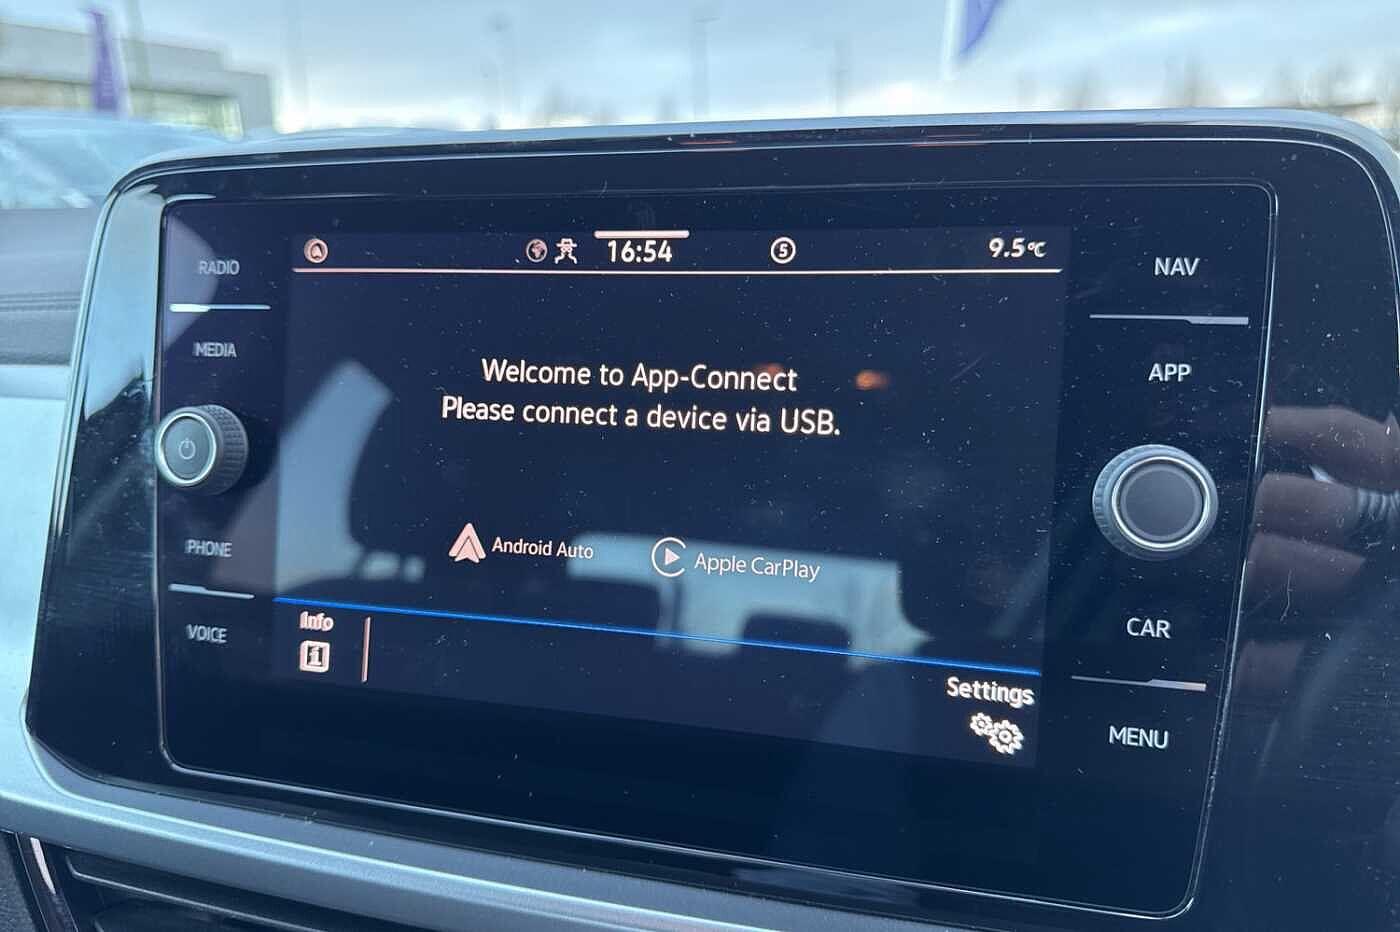 RADIO
MEDIA
PHONE
VOICE
16:54
5
9.5°C
Welcome to App-Connect
Please connect a device via USB.
Android Auto
Apple CarPlay
Info
i
Settings
NAV
APP
CAR
MENU